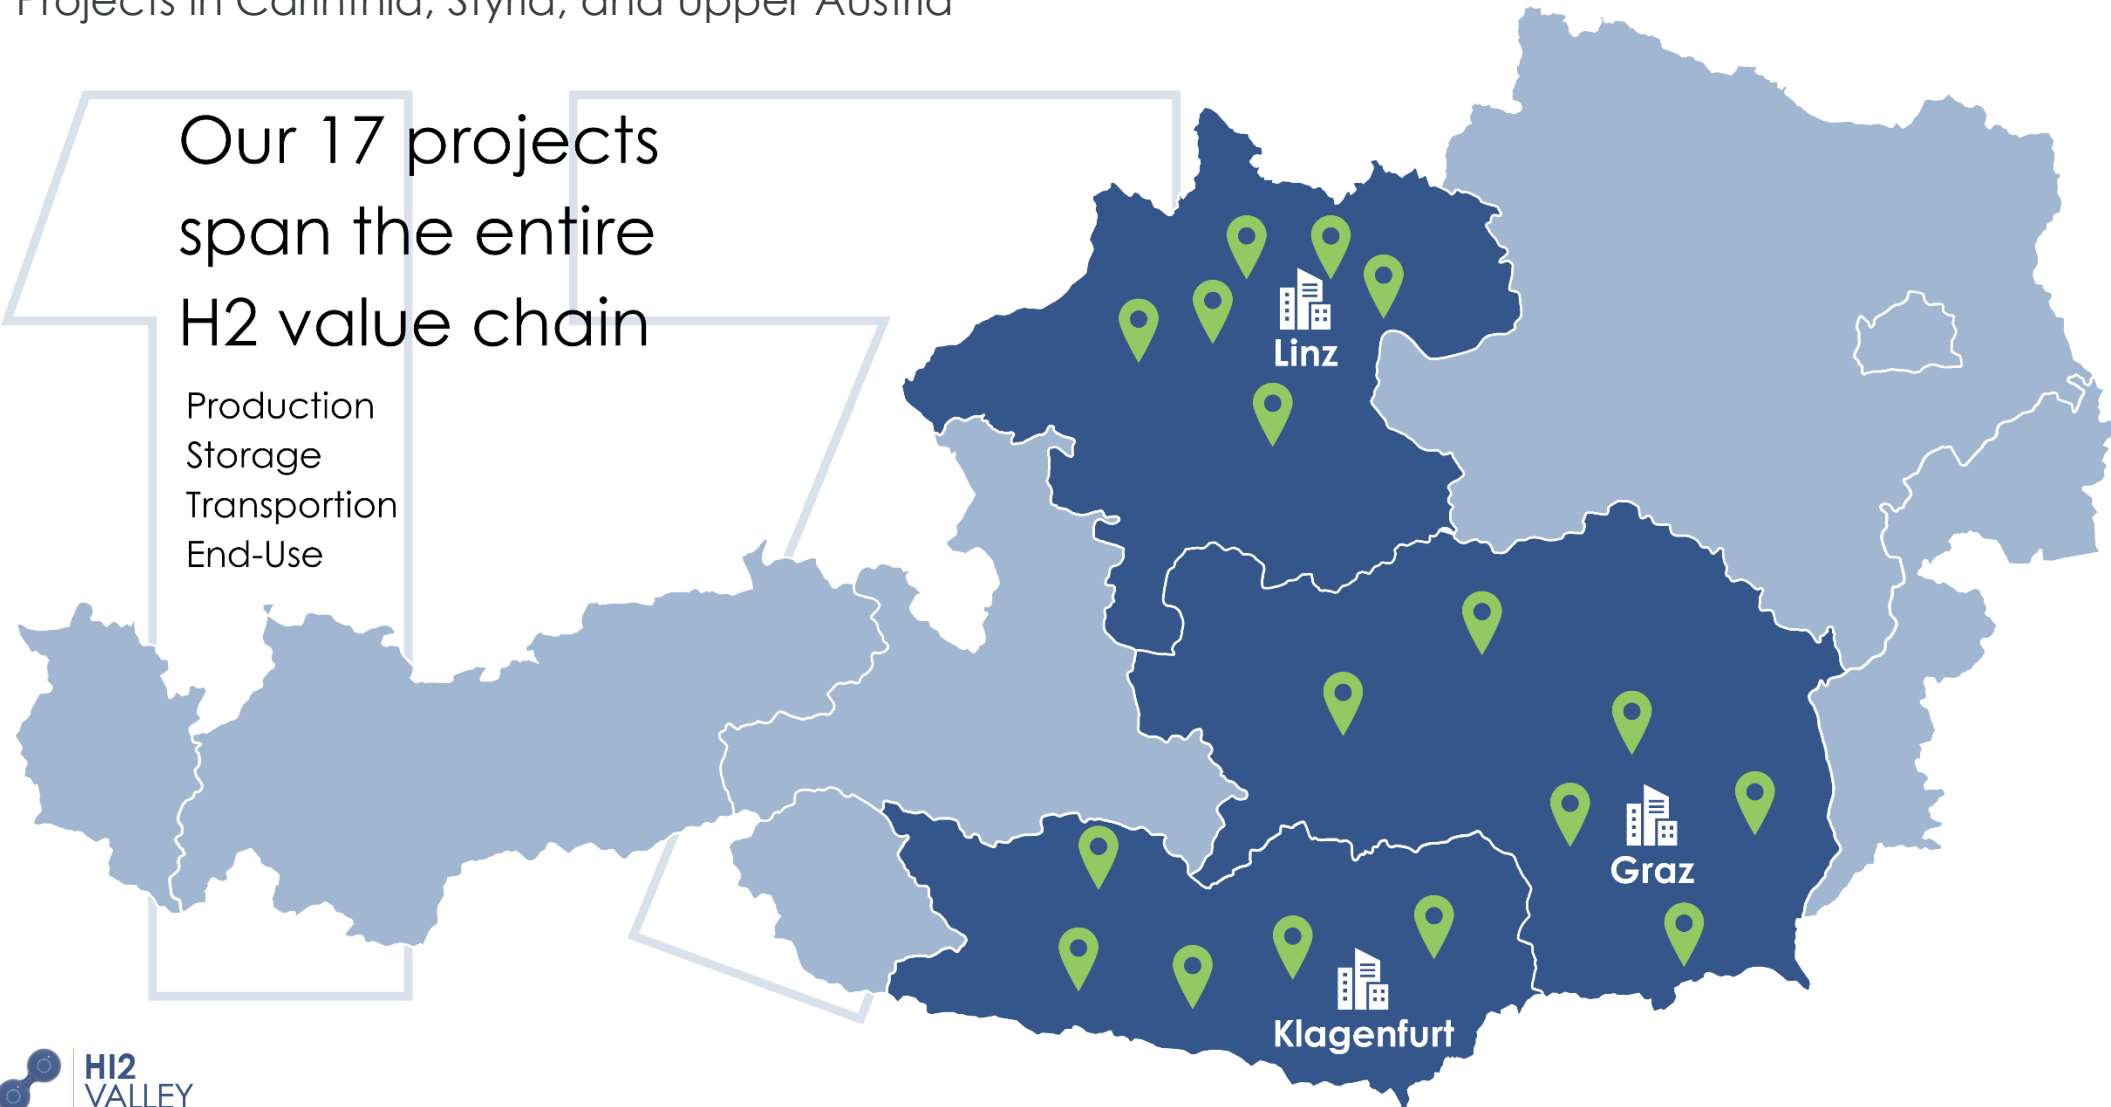 Projects in Carinthia, Styria, and Upper Austria
Our 17 projects
span the entire
H2 value chain
Production
Storage
Transportion
End-Use
Linz
Graz
Klagenfurt
HI2
VALLEY